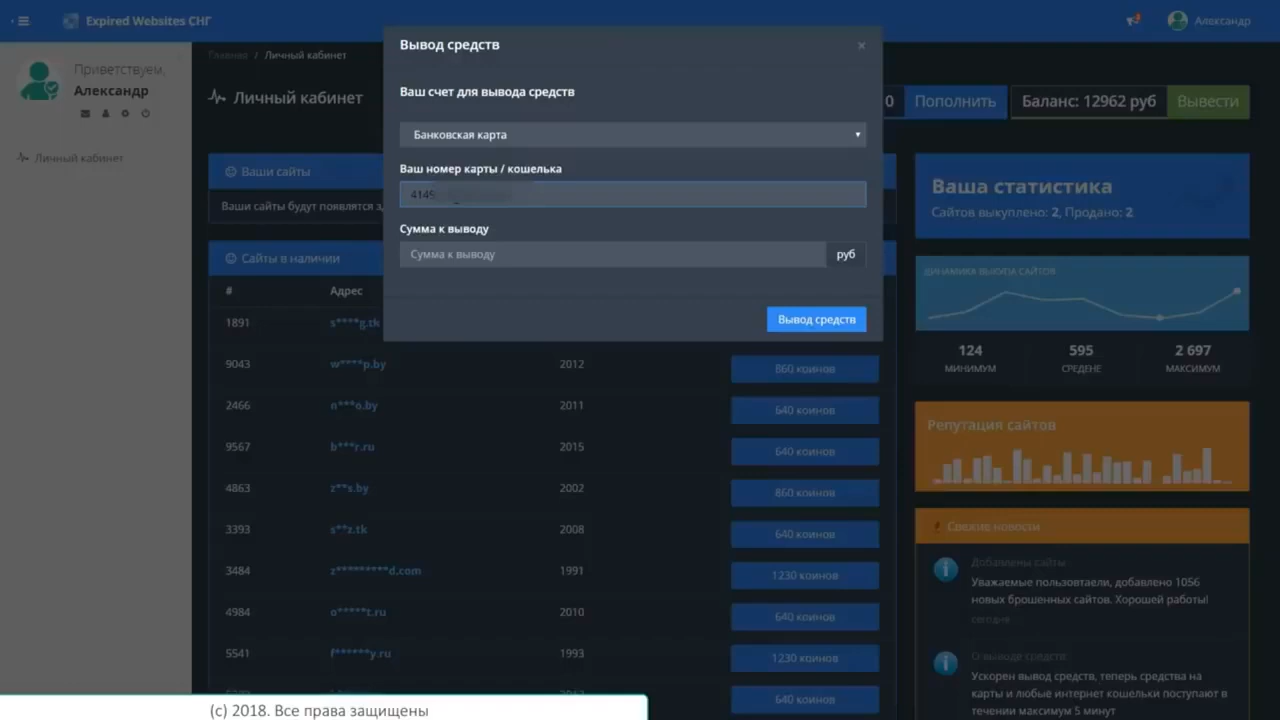 Expired Websites СНГ
Александр
Приветствуем,
Александр
Личный кабинет
Главная / Личный кабинет
Личный кабинет
0
Пополнить
Баланс: 12962 руб
Вывести
Вывод средств
×
Ваш счет для вывода средств
Банковская карта
Ваш номер карты / кошелька
4145
Сумма к выводу
Сумма к выводу
руб
Вывод средств
Ваши сайты
Ваши сайты будут появлятся з
Сайты в наличии
# Адрес
1891 s****g.tk
9043 w****p.by 2012 860 коинов
2466 n***o.by 2011 640 коинов
9567 b***r.ru 2015 640 коинов
4863 z**s.by 2002 860 коинов
3393 s**z.tk 2008 640 коинов
3484 z*********d.com 1991 1230 коинов
4984 o*****t.ru 2010 640 коинов
5541 f******y.ru 1993 1230 коинов
640 коинов
Ваша статистика
Сайтов выкуплено: 2, Продано: 2
ДИНАМИКА ВЫКУПА САЙТОВ
124 595 2 697
МИНИМУМ СРЕДЕНЕ МАКСИМУМ
Репутация сайтов
Свежие новости
Добавлены сайты
Уважаемые пользовтаели, добавлено 1056
новых брошенных сайтов. Хорошей работы!
сегодня
О выводе средств
Ускорен вывод средств, теперь средства на
карты и любые интернет кошельки поступают в
течении максимум 5 минут
(c) 2018. Все права защищены